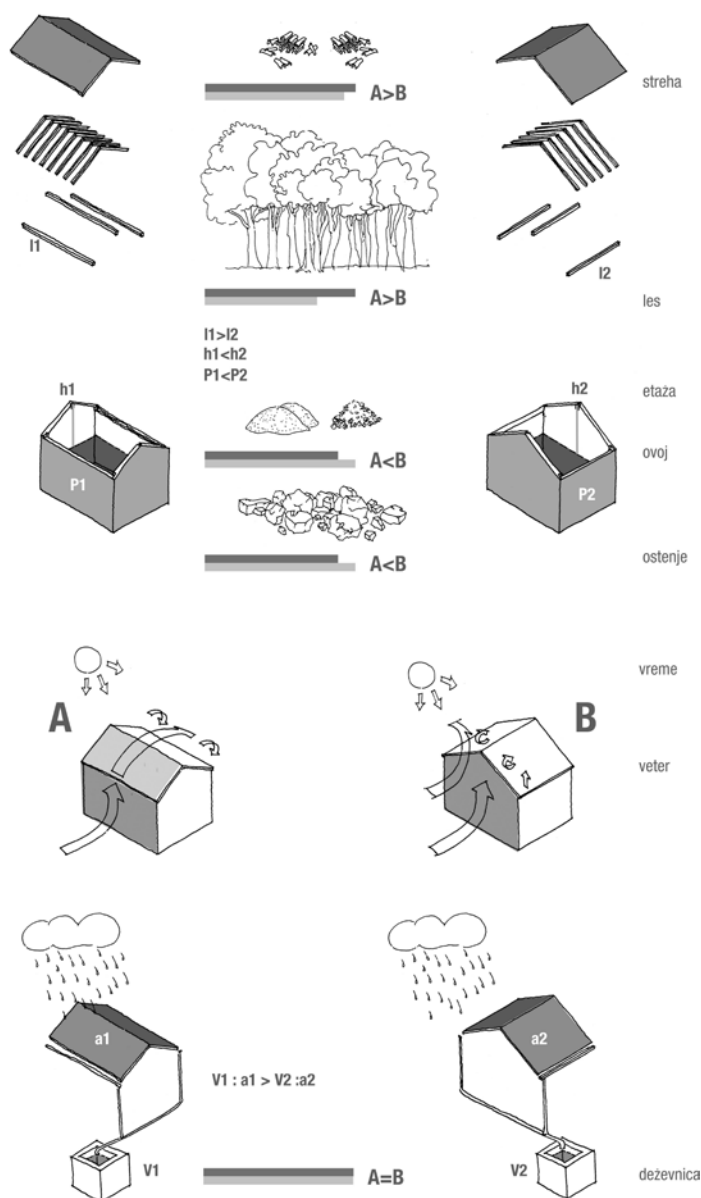 A>B
streha
l1
l2
A>B
les
l1>l2
h1<h2
P1<P2
h1
h2
etaža
A<B
ovoj
P1
P2
A<B
ostenje
vreme
A
B
veter
a1
a2
V1 : a1 > V2 :a2
V1
A=B
V2
deževnica